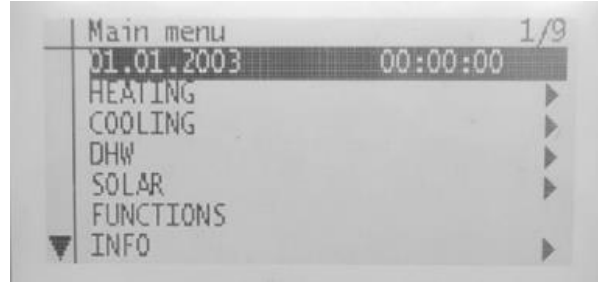 Main menu 1/9
01.01.2003 00:00:00
HEATING
COOLING
DHW
SOLAR
FUNCTIONS
INFO